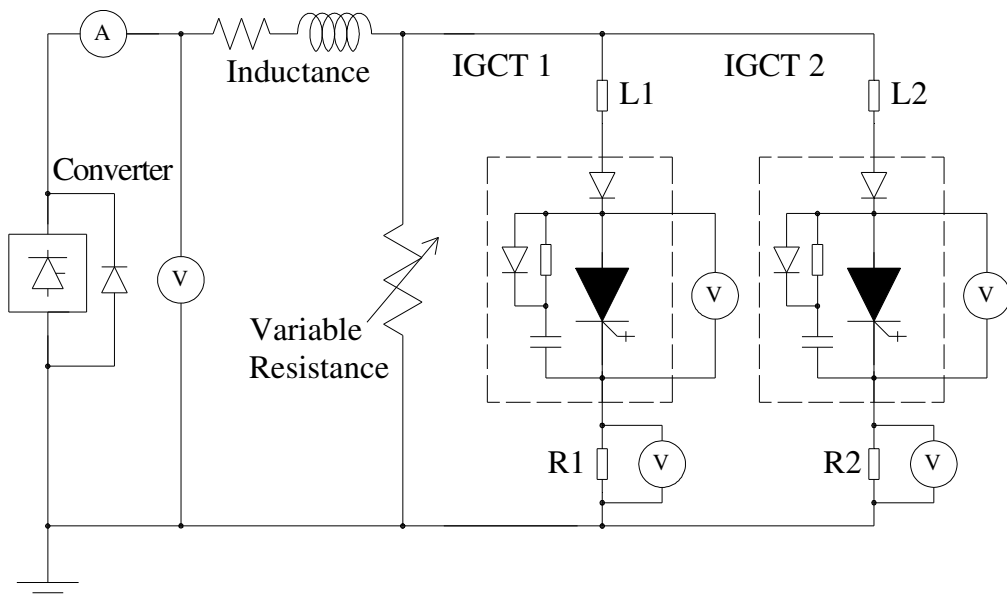 A
Inductance
IGCT 1
IGCT 2
L1
L2
Converter
V
V
V
Variable
Resistance
R1
V
R2
V